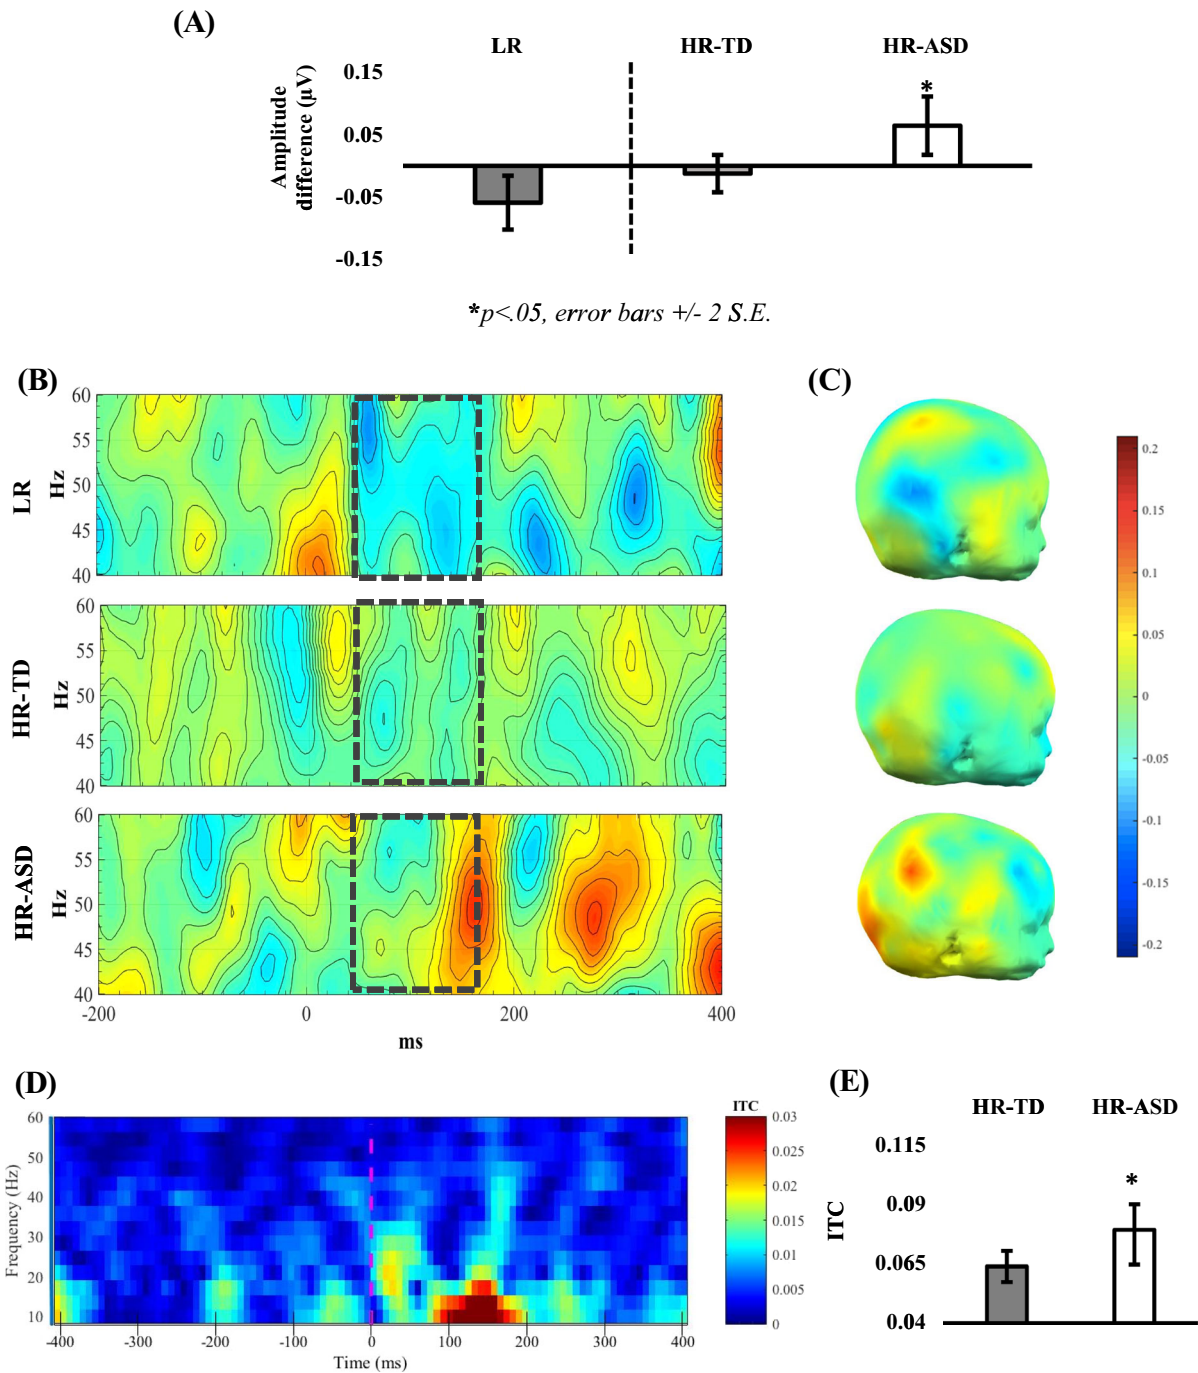 (A)
LR HR-TD HR-ASD
Amplitude
difference (µV)
0.15
0.05
-0.05
-0.15
*
*p<.05, error bars +/- 2 S.E.
(B)
LR
Hz
60
55
50
45
40
HR-TD
Hz
60
55
50
45
40
HR-ASD
Hz
60
55
50
45
40
-200 0 200 400
ms
(C)
0.2
0.15
0.1
0.05
0
-0.05
-0.1
-0.15
-0.2
(D)
Frequency (Hz)
60
50
40
30
20
10
-400 -300 -200 -100 0 100 200 300 400
Time (ms)
ITC
0.03
0.025
0.02
0.015
0.01
0.005
0
(E)
HR-TD HR-ASD
ITC
0.115
0.09
0.065
0.04
*